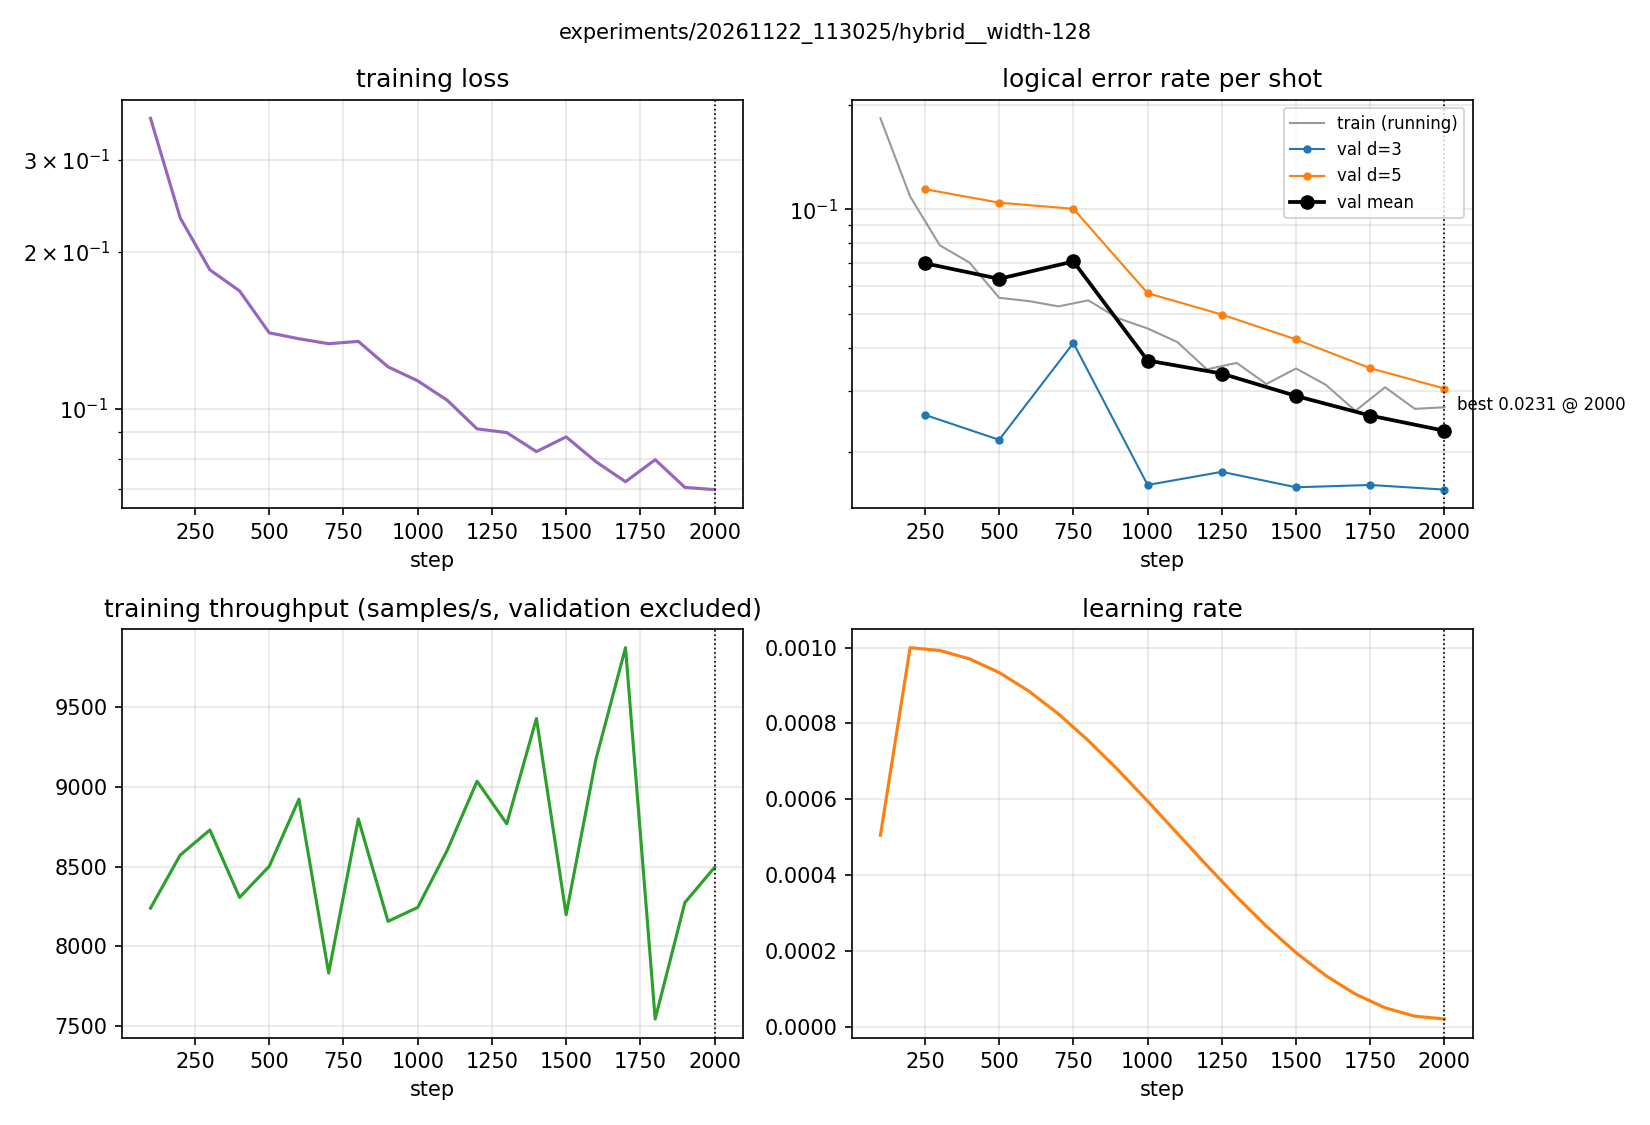 experiments/20261122_113025/hybrid__width-128
training loss
3 × 10⁻¹
2 × 10⁻¹
10⁻¹
250 500 750 1000 1250 1500 1750 2000
step
logical error rate per shot
train (running)
val d=3
val d=5
val mean
10⁻¹
best 0.0231 @ 2000
250 500 750 1000 1250 1500 1750 2000
step
training throughput (samples/s, validation excluded)
9500
9000
8500
8000
7500
250 500 750 1000 1250 1500 1750 2000
step
learning rate
0.0010
0.0008
0.0006
0.0004
0.0002
0.0000
250 500 750 1000 1250 1500 1750 2000
step